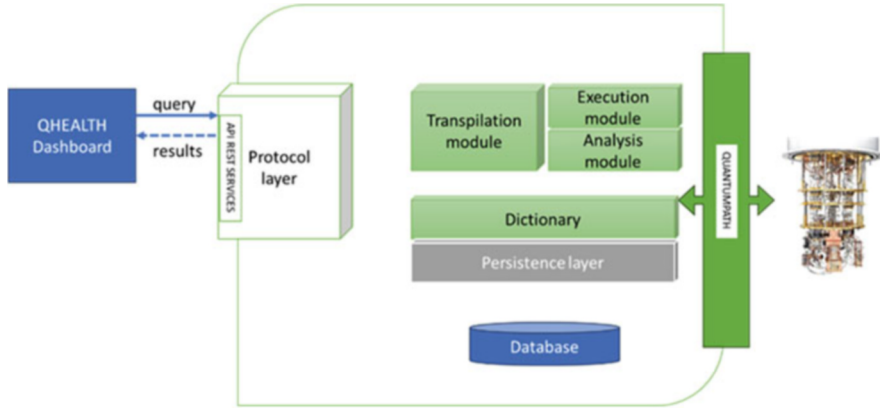 QHEALTH
Dashboard
query
results
API REST SERVICES
Protocol
layer
Transpilation
module
Execution
module
Analysis
module
Dictionary
Persistence layer
Database
QUANTUMPATH